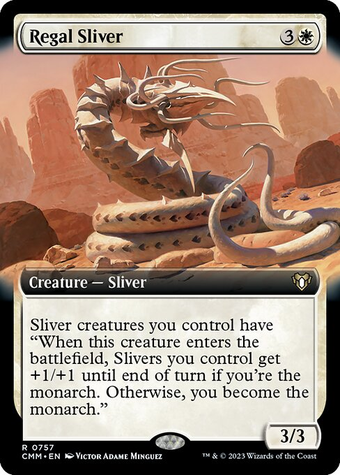 Regal Sliver 3
Creature — Sliver
Sliver creatures you control have
“When this creature enters the
battlefield, Slivers you control get
+1/+1 until end of turn if you’re the
monarch. Otherwise, you become the
monarch.”
3/3
R 0757
CMM • EN Victor Adame Minguez ™ & © 2023 Wizards of the Coast